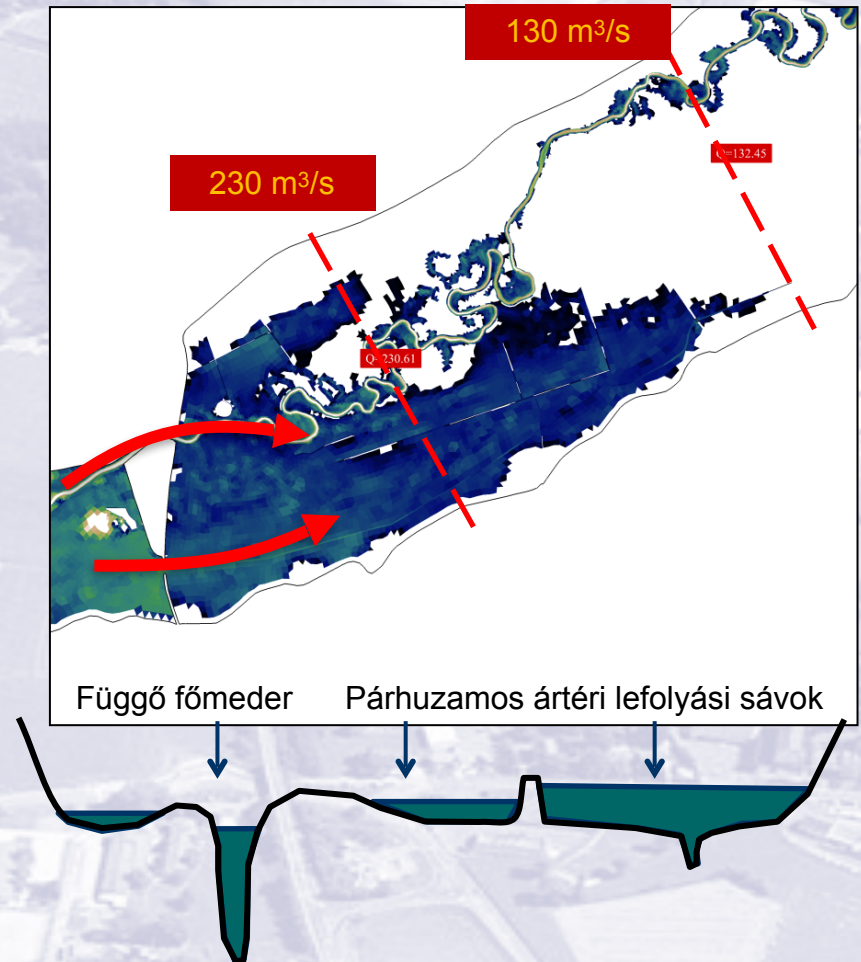 130 m³/s
Q=132.45
230 m³/s
Q=230.61
Függő főmeder
Párhuzamos ártéri lefolyási sávok